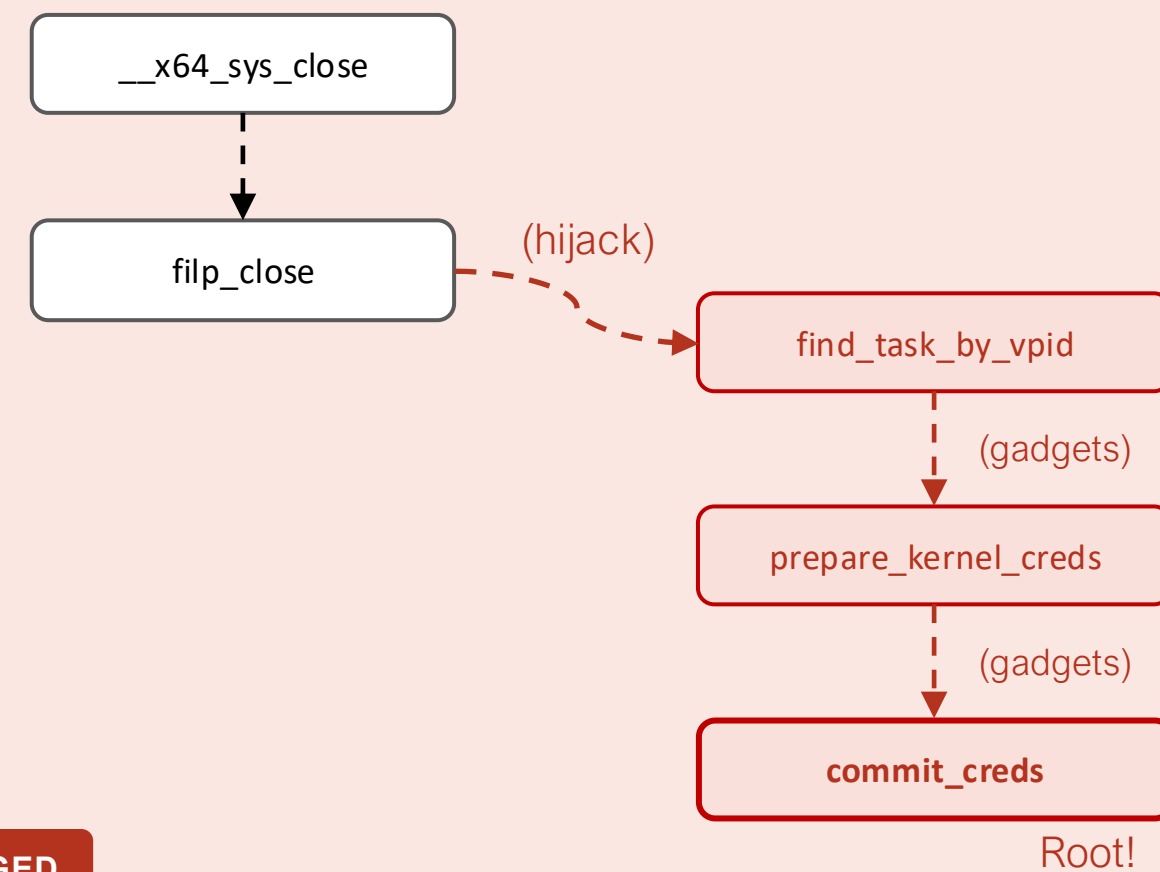 __x64_sys_close
filp_close
(hijack)
find_task_by_vpid
(gadgets)
prepare_kernel_creds
(gadgets)
commit_creds
Root!